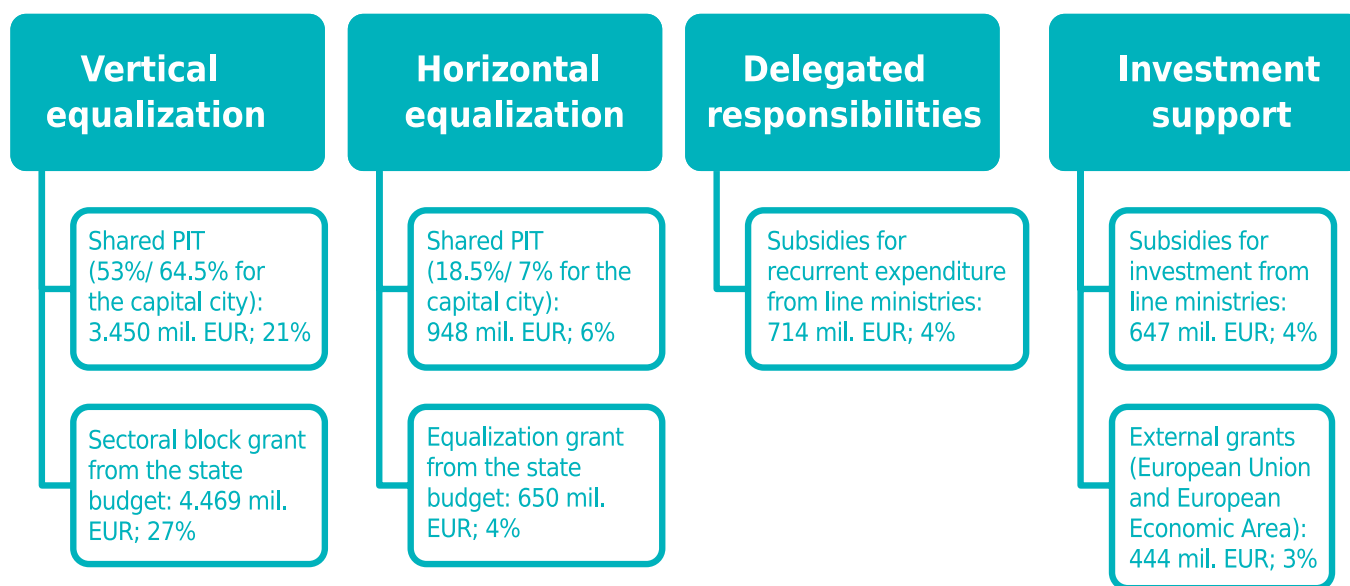 Vertical
equalization
Shared PIT
(53%/ 64.5% for
the capital city):
3.450 mil. EUR; 21%
Sectoral block grant
from the state
budget: 4.469 mil.
EUR; 27%
Horizontal
equalization
Shared PIT
(18.5%/ 7% for the
capital city):
948 mil. EUR; 6%
Equalization grant
from the state
budget: 650 mil.
EUR; 4%
Delegated
responsibilities
Subsidies for
recurrent expenditure
from line ministries:
714 mil. EUR; 4%
Investment
support
Subsidies for
investment from
line ministries:
647 mil. EUR; 4%
External grants
(European Union
and European
Economic Area):
444 mil. EUR; 3%